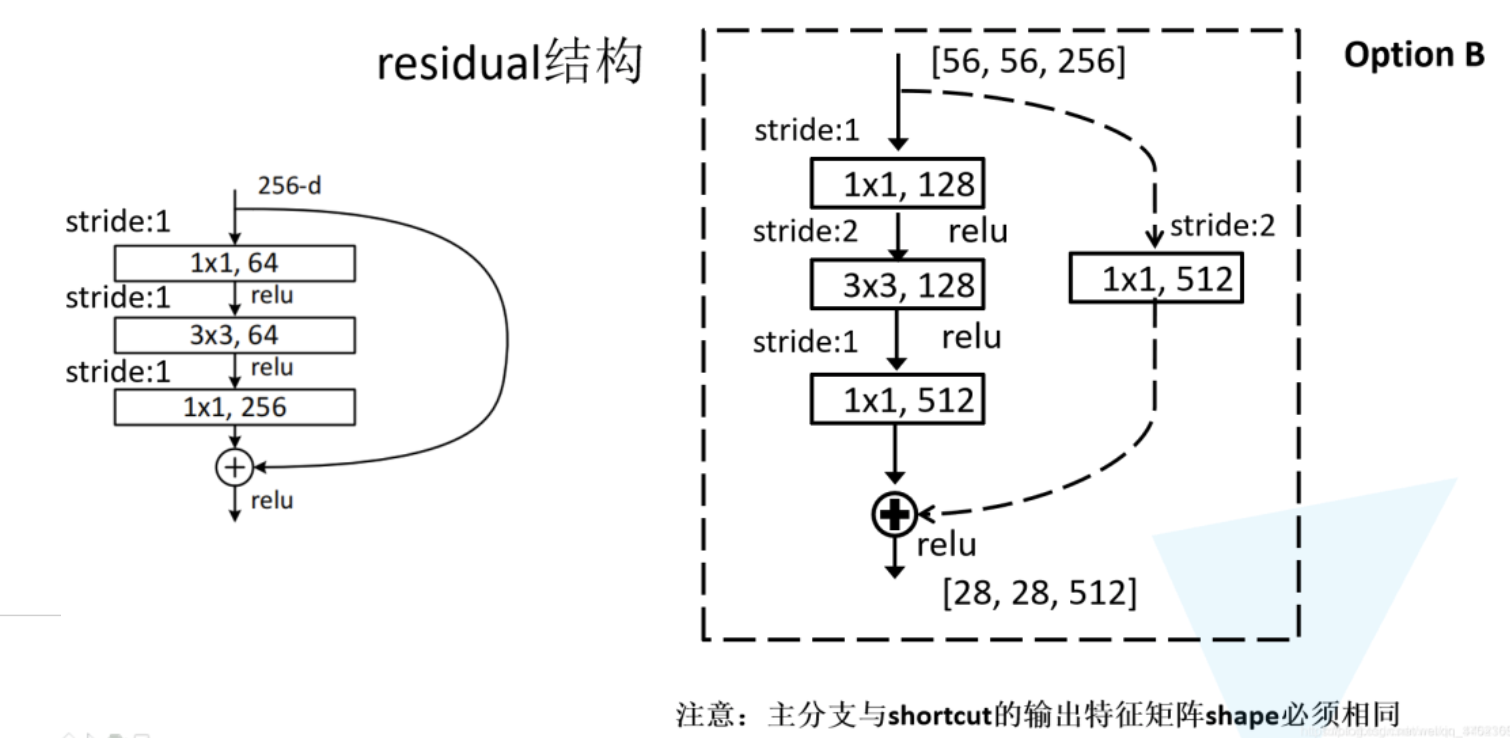 residual结构
256-d
stride:1
1x1, 64
stride:1
relu
3x3, 64
stride:1
relu
1x1, 256
+
relu
Option B
[56, 56, 256]
stride:1
1x1, 128
stride:2
relu
stride:2
3x3, 128
1x1, 512
stride:1
relu
1x1, 512
+
relu
[28, 28, 512]
注意：主分支与shortcut的输出特征矩阵shape必须相同